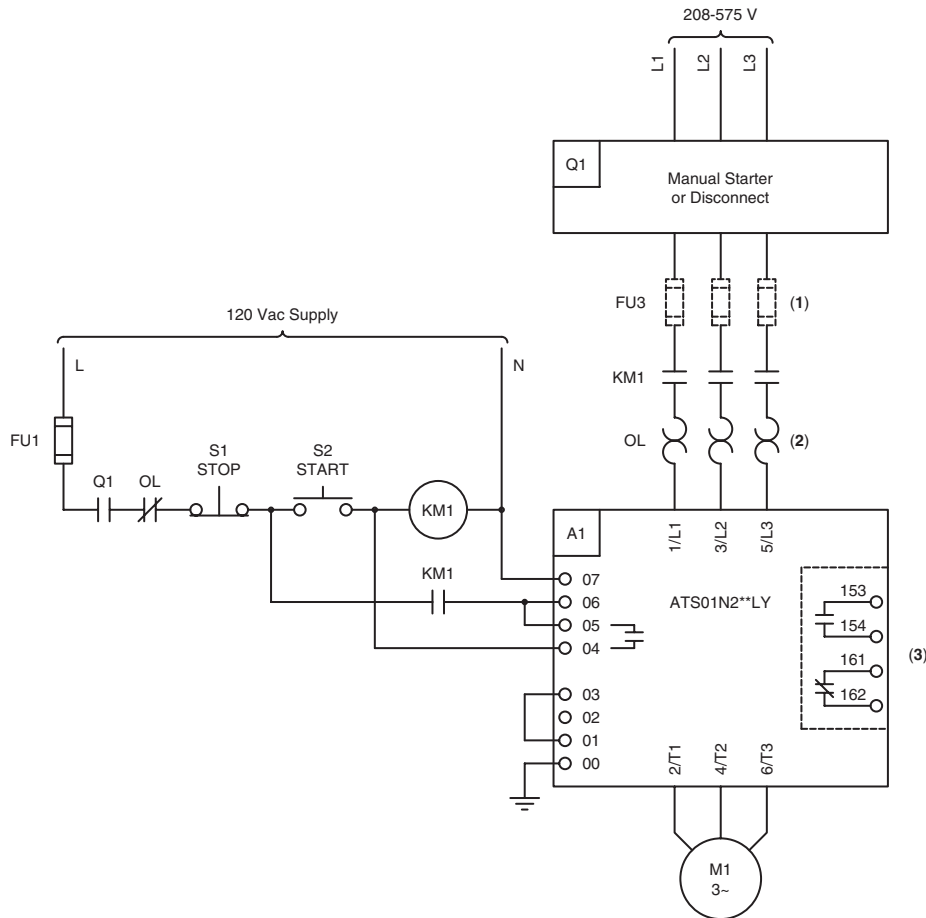 208-575 V
L1
L2
L3
Q1
Manual Starter
or Disconnect
FU3
(1)
120 Vac Supply
L
N
KM1
FU1
S1
STOP
S2
START
OL
(2)
Q1
OL
KM1
A1
1/L1
3/L2
5/L3
KM1
07
06
05
04
03
02
01
00
ATS01N2**LY
153
154
161
162
(3)
2/T1
4/T2
6/T3
M1
3~